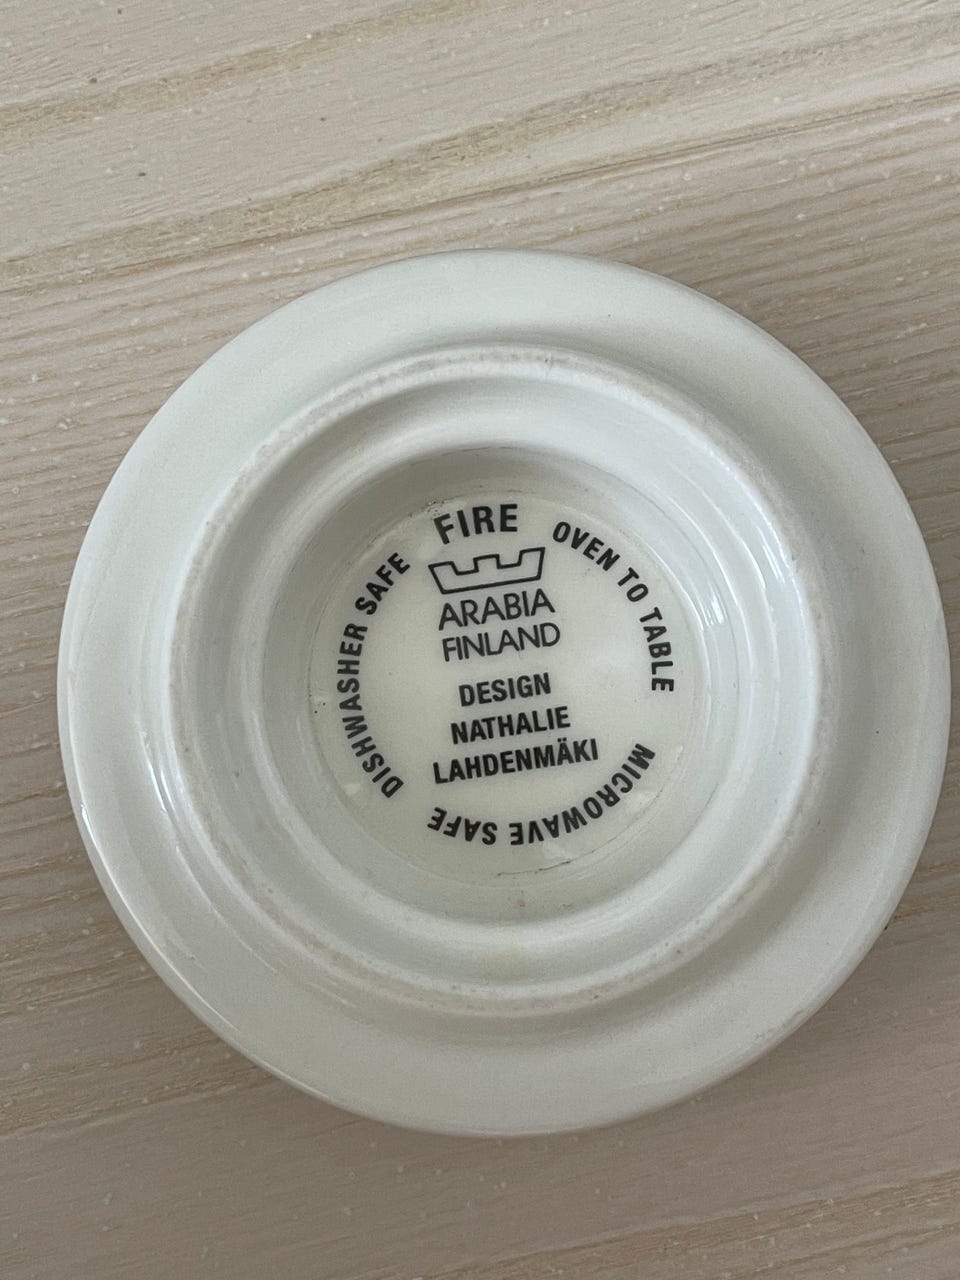 FIRE
ARABIA
FINLAND
DESIGN
NATHALIE
LAHDENMÄKI
OVEN TO TABLE
MICROWAVE SAFE
DISHWASHER SAFE